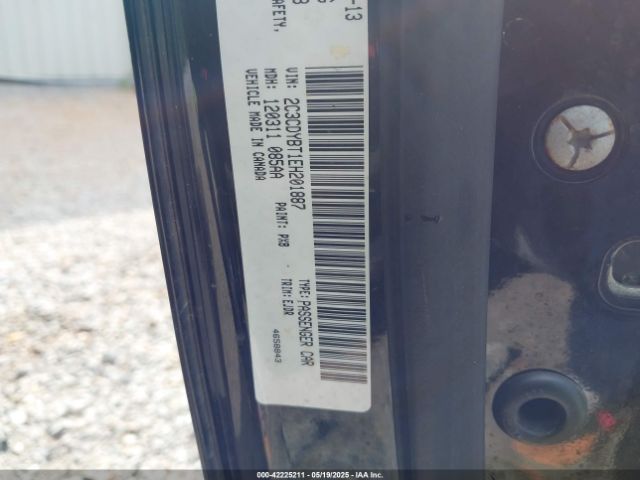 -13
SAFETY,
VIN: 2C3CDYBT1EH201887
TYPE: PASSENGER CAR
MDH: 120311 085AA
PAINT: PXB
TRIM: EJDR
VEHICLE MADE IN CANADA
4658843
000-42225211 - 05/19/2025 - IAA Inc.